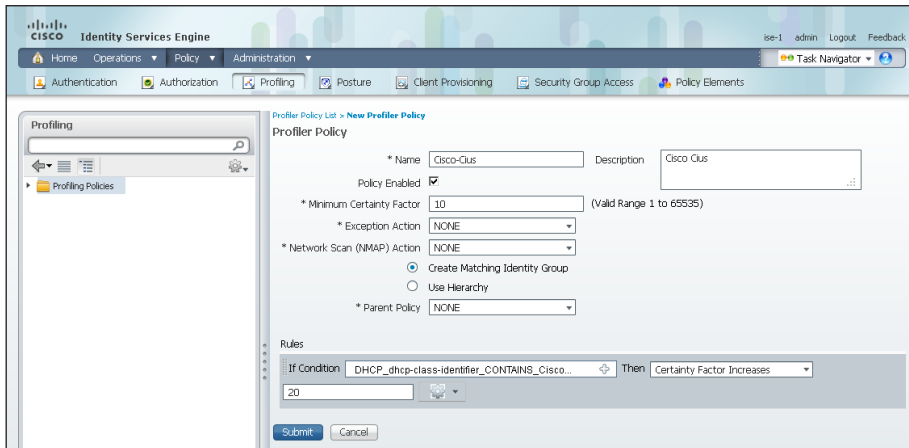 CISCO Identity Services Engine
ise-1 admin Logout Feedback
Home Operations Policy Administration
Task Navigator
Authentication Authorization Profiling Posture Client Provisioning Security Group Access Policy Elements
Profiling
Profiling Policies
Profiler Policy List > New Profiler Policy
Profiler Policy
* Name Cisco-Cius Description Cisco Cius
Policy Enabled
* Minimum Certainty Factor 10 (Valid Range 1 to 65535)
* Exception Action NONE
* Network Scan (NMAP) Action NONE
Create Matching Identity Group
Use Hierarchy
* Parent Policy NONE
Rules
If Condition DHCP_dhcp-class-identifier_CONTAINS_Cisco... Then Certainty Factor Increases
20
Submit Cancel